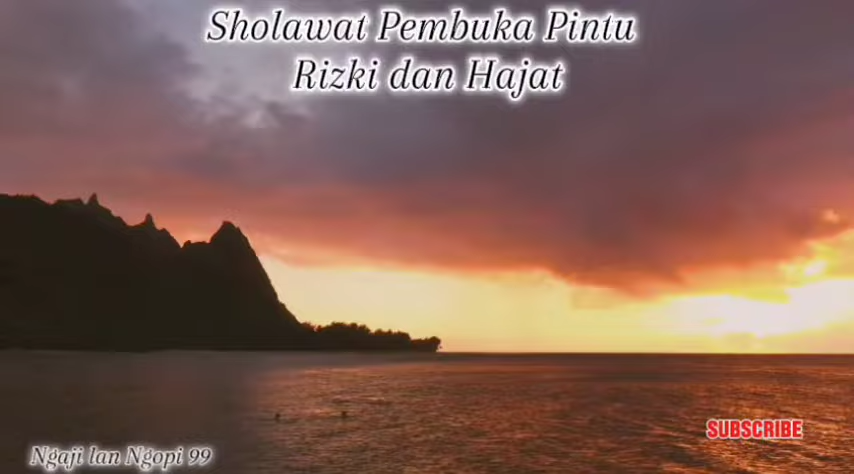 Sholawat Pembuka Pintu
Rizki dan Hajat
SUBSCRIBE
Ngaji lan Ngopi 99